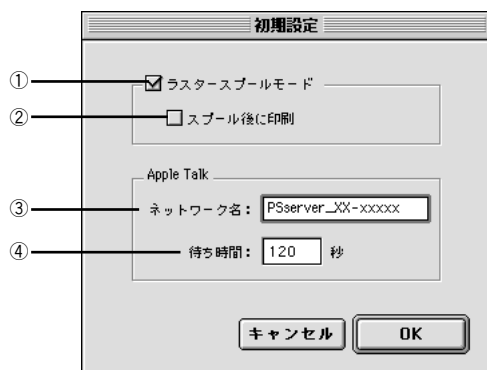 初期設定
① ラスタースプールモード
② スプール後に印刷
Apple Talk
③ ネットワーク名： PSserver_XX-xxxxx
④ 待ち時間： 120 秒
キャンセル OK